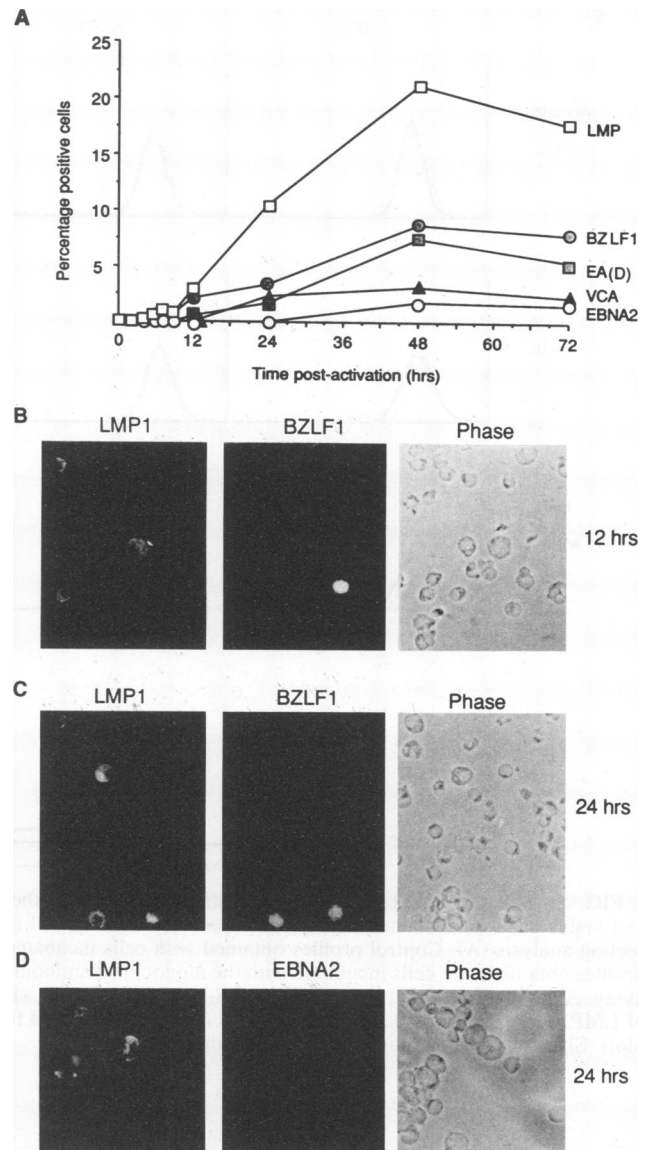 A
25
20
15
10
5
Percentage positive cells
LMP
BZLF1
EA(D)
VCA
EBNA2
0 12 24 36 48 60 72
Time post-activation (hrs)
B
LMP1 BZLF1 Phase
12 hrs
C
LMP1 BZLF1 Phase
24 hrs
D
LMP1 EBNA2 Phase
24 hrs